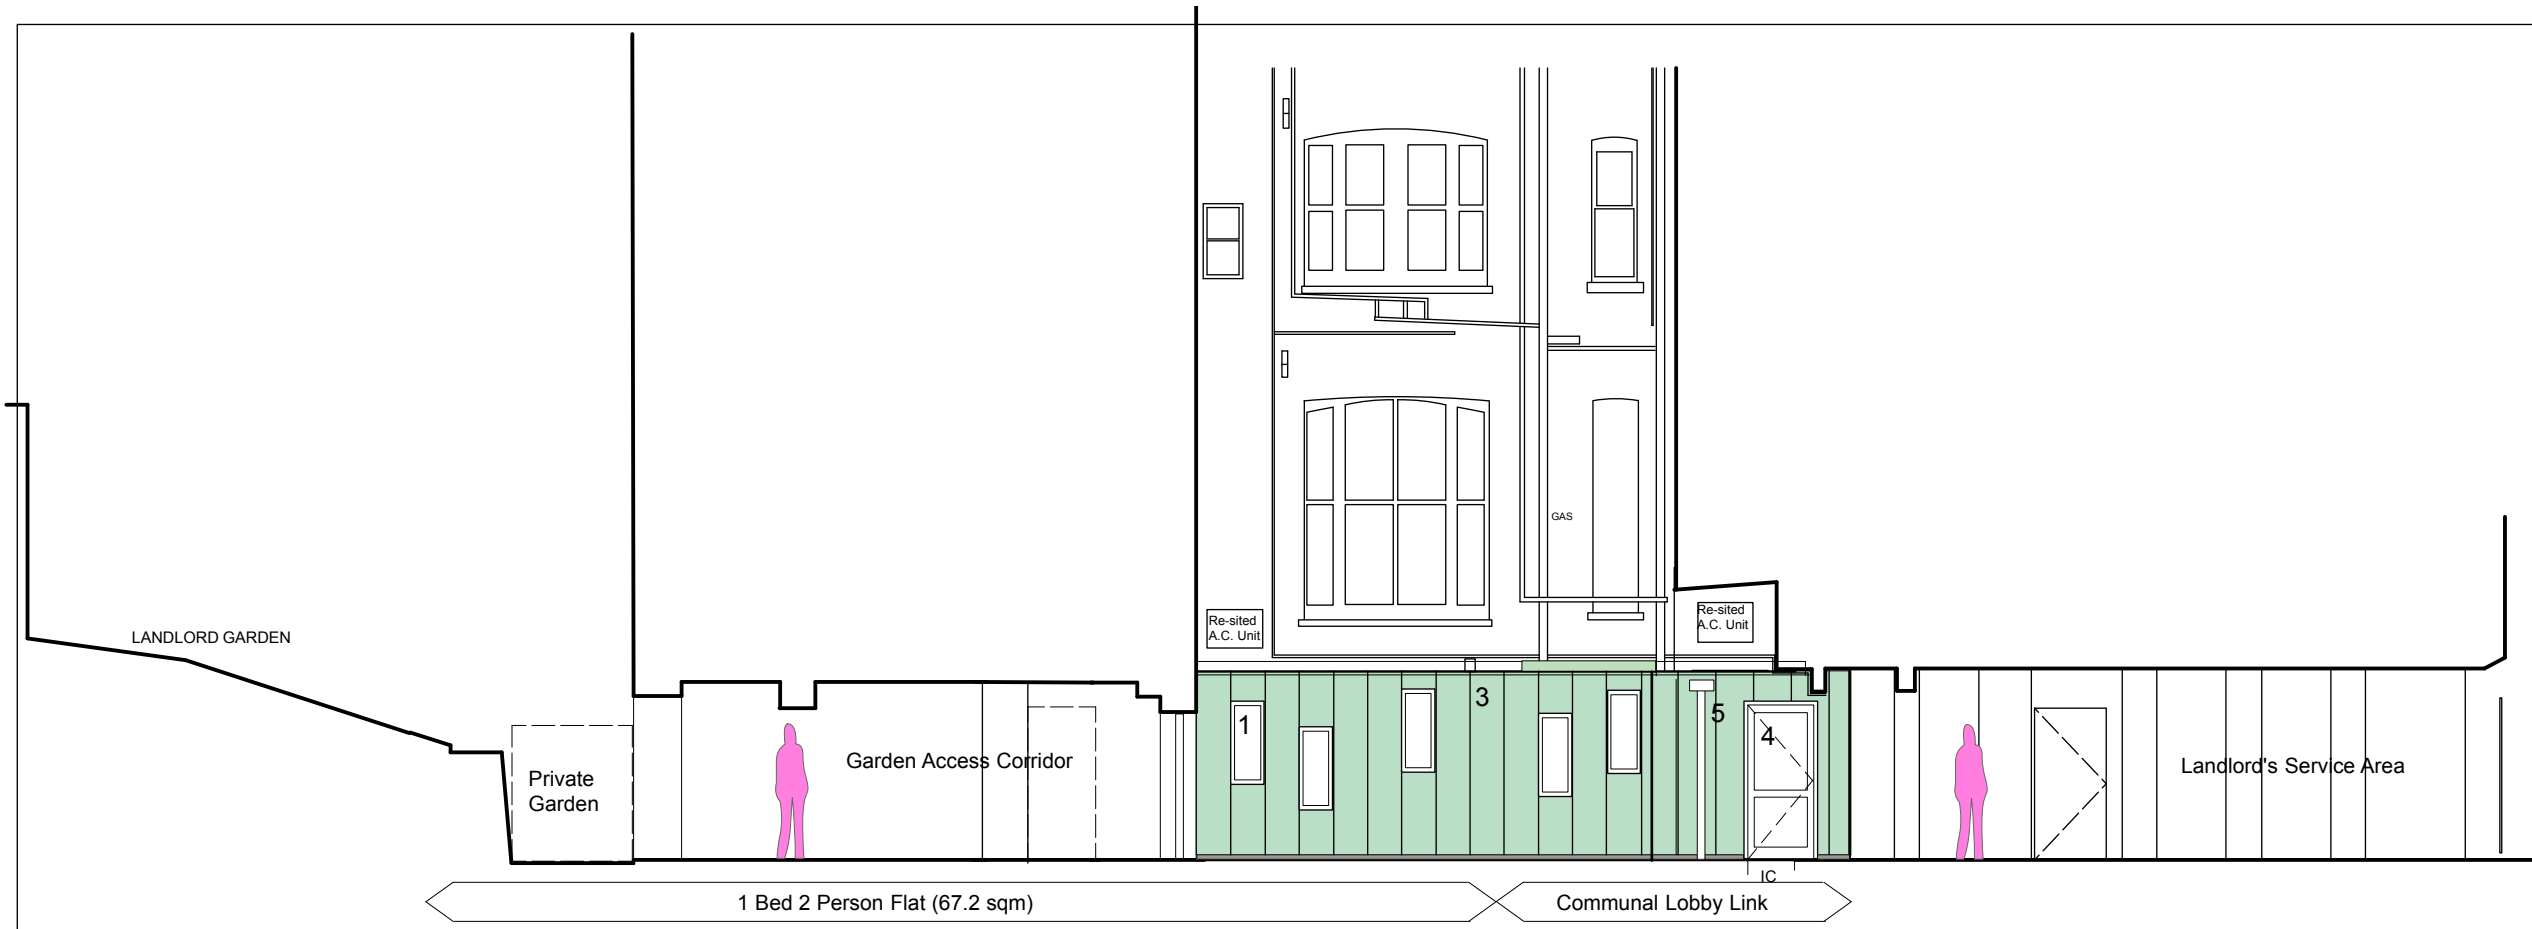 GAS
Re-sited
A.C. Unit
Re-sited
A.C. Unit
LANDLORD GARDEN
3
1
5
4
Private
Garden
Garden Access Corridor
Landlord's Service Area
IC
1 Bed 2 Person Flat (67.2 sqm)
Communal Lobby Link